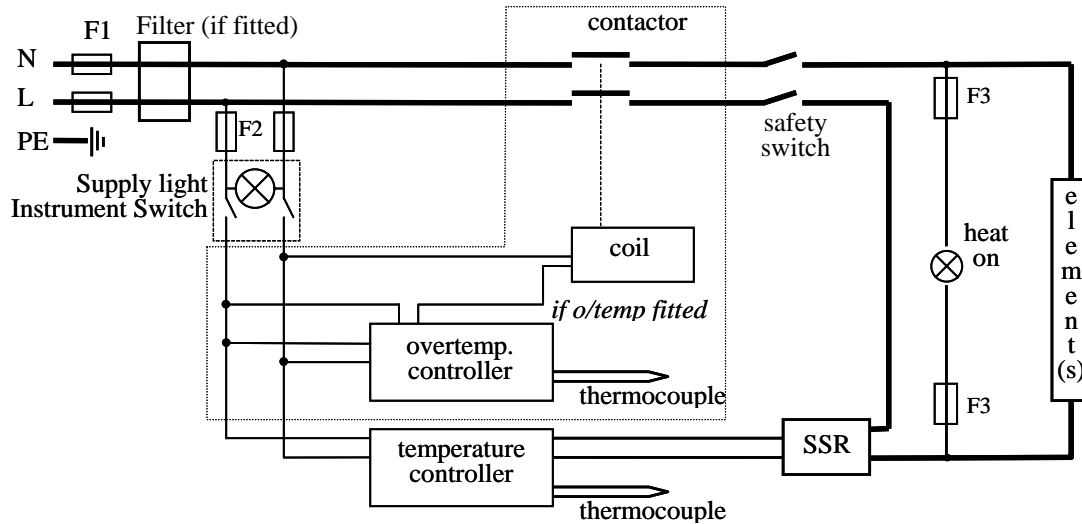 F1
Filter (if fitted)
contactor
N
L
PE
F2
F3
safety
switch
Supply light
Instrument Switch
coil
heat
on
element(s)
if o/temp fitted
overtemp.
controller
thermocouple
F3
temperature
controller
SSR
thermocouple